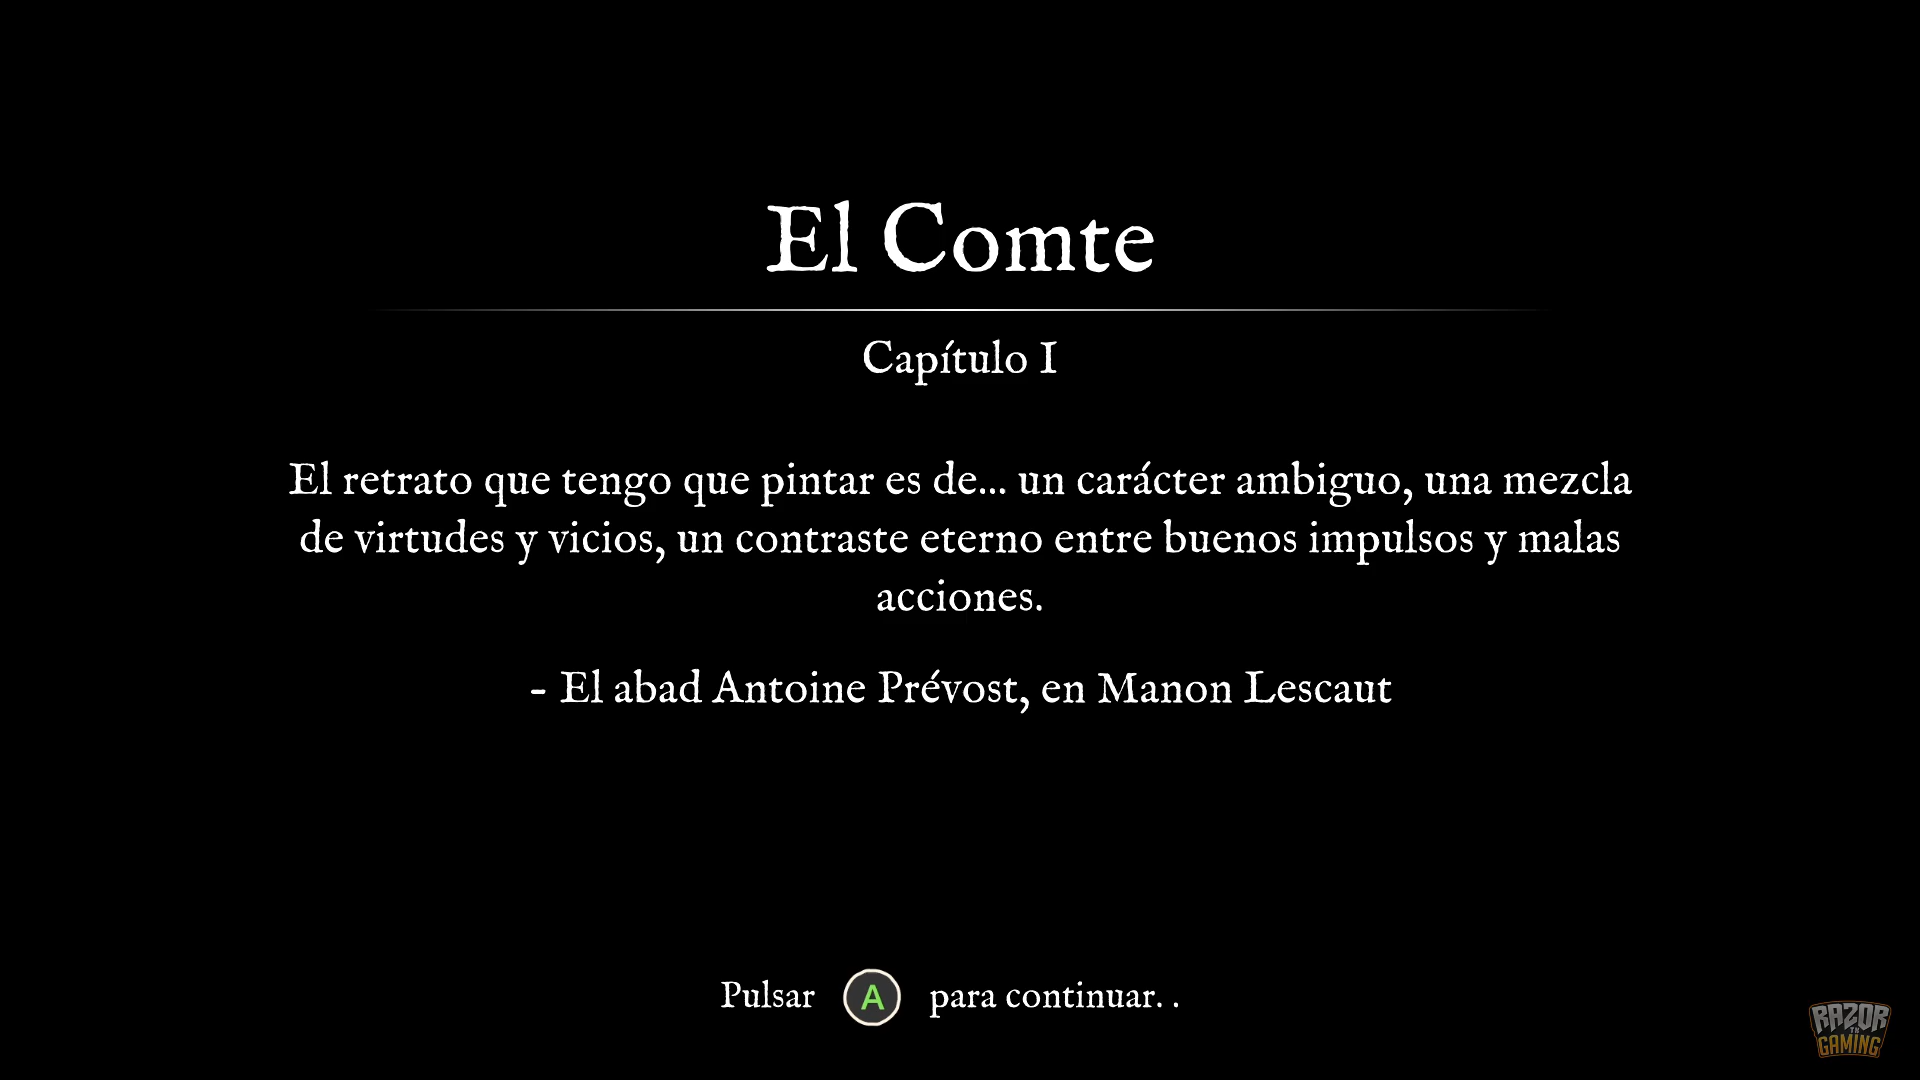 El Comte
Capítulo I
El retrato que tengo que pintar es de... un carácter ambiguo, una mezcla
de virtudes y vicios, un contraste eterno entre buenos impulsos y malas
acciones.
- El abad Antoine Prévost, en Manon Lescaut
Pulsar A para continuar. .
RAZOR
TN
GAMING